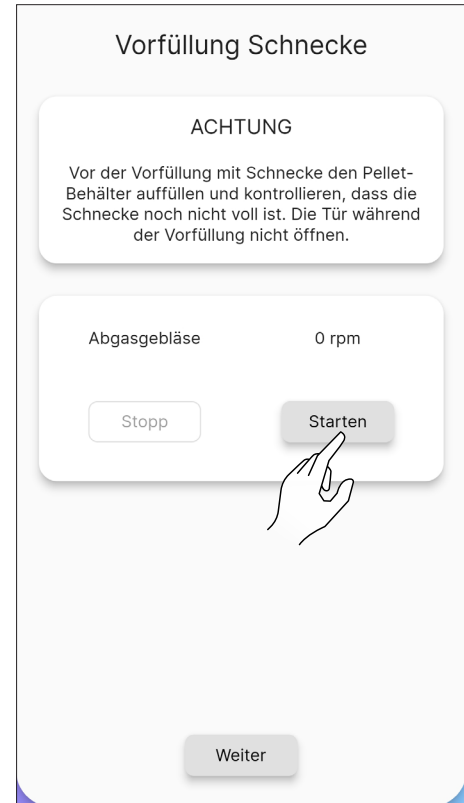 Vorfüllung Schnecke
ACHTUNG
Vor der Vorfüllung mit Schnecke den Pellet-
Behälter auffüllen und kontrollieren, dass die
Schnecke noch nicht voll ist. Die Tür während
der Vorfüllung nicht öffnen.
Abgasgebläse 0 rpm
Stopp Starten
Weiter